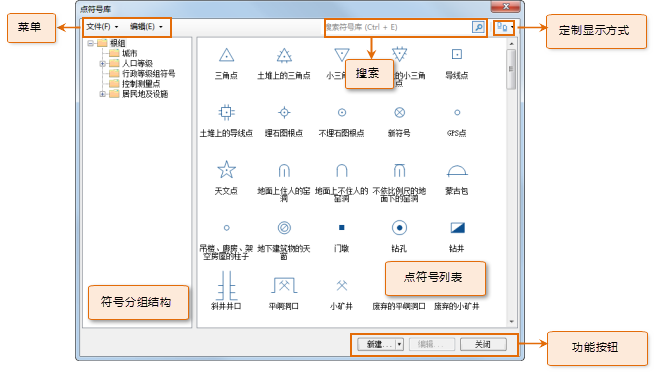 点符号库
菜单
文件(F)
编辑(E)
搜索符号库 (Ctrl + E)
定制显示方式
搜索
根组
城市
人口等级
行政等级组符号
控制测量点
居民地及设施
三角点
土堆上的三角点
小三角
的小三角
点
导线点
土堆上的导线点
埋石图根点
不埋石图根点
新符号
GPS点
天文点
地面上住人的窑
洞
地面上不住人的
窑洞
不依比例尺的地
面下的窑洞
蒙古包
吊楼、廊房、架
空房屋的柱子
地下建筑物的天
窗
门墩
钻孔
钻井
斜井井口
平峒洞口
小矿井
废弃的平峒洞口
废弃的小矿井
符号分组结构
点符号列表
新建...
编辑...
关闭
功能按钮